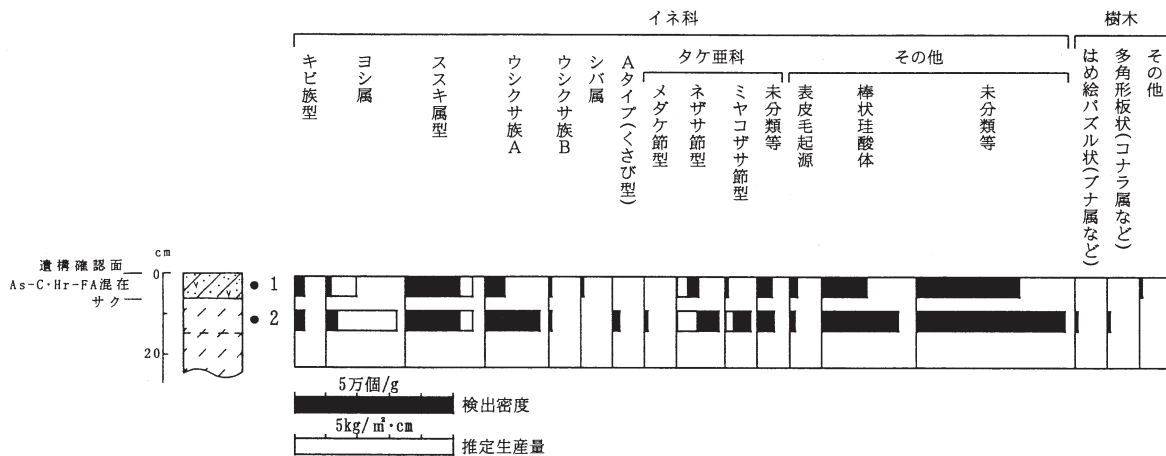 イネ科
樹木
タケ亜科
その他
キビ族型
ヨシ属
ススキ属型
ウシクサ族A
ウシクサ族B
シバ属
Aタイプ(くさび型)
メダケ節型
ネザサ節型
ミヤコザサ節型
未分類等
表皮毛起源
棒状珪酸体
未分類等
はめ絵パズル状(ブナ属など)
多角形板状(コナラ属など)
その他
cm
遺構確認面
0
As-C・Hr-FA混在
サク
20
1
2
5万個/g
検出密度
5kg/㎡・cm
推定生産量